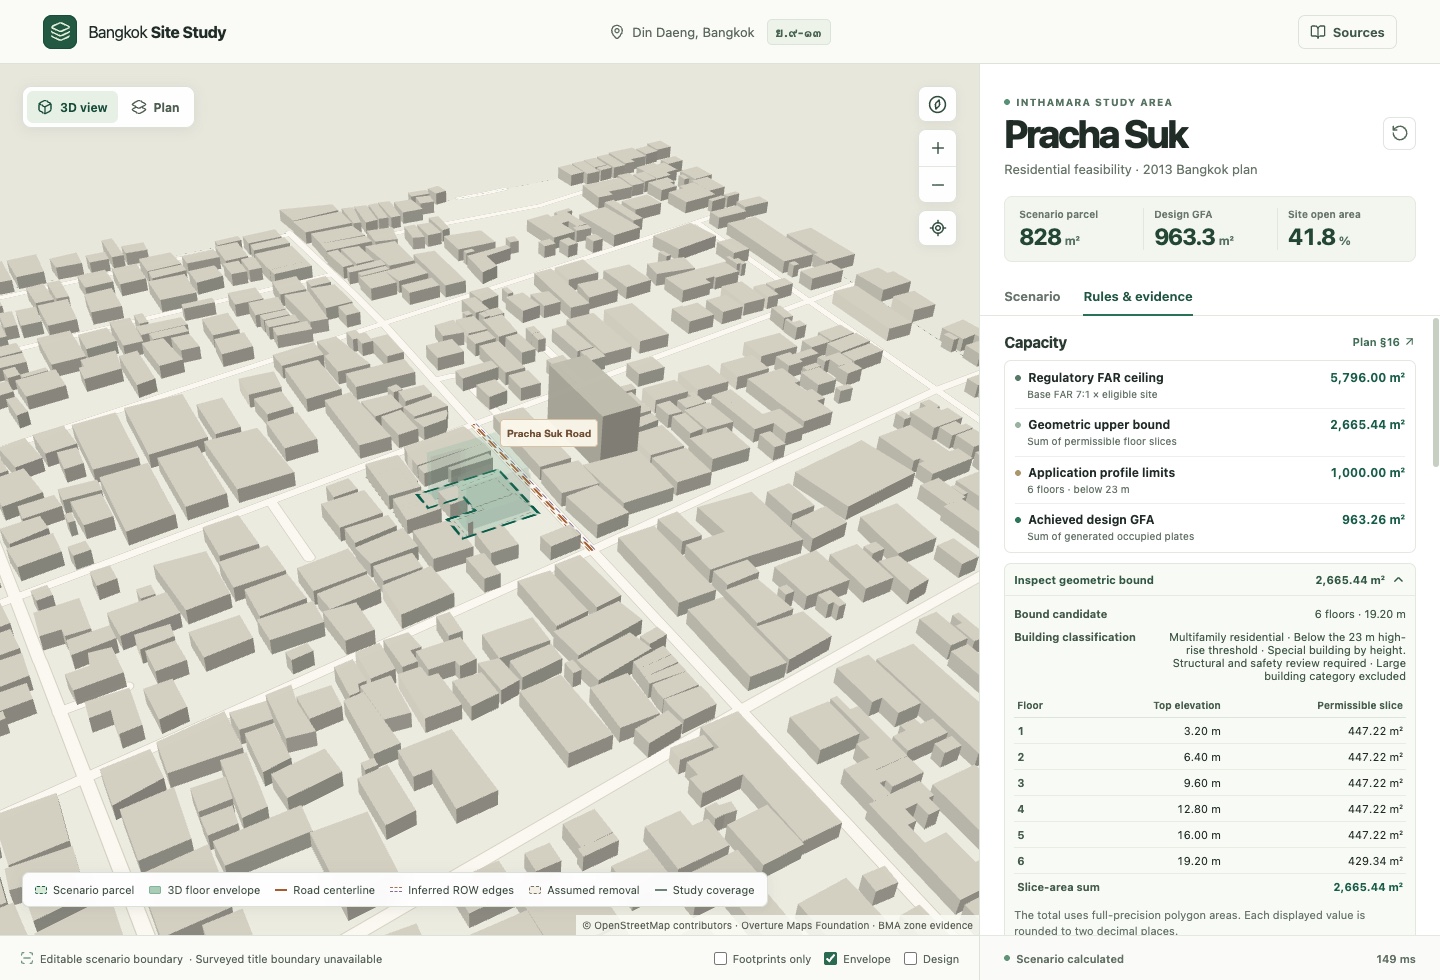 Bangkok Site Study
Din Daeng, Bangkok
ย.๙-๑๓
Sources
3D view
Plan
Pracha Suk Road
Scenario parcel
3D floor envelope
Road centerline
Inferred ROW edges
Assumed removal
Study coverage
© OpenStreetMap contributors · Overture Maps Foundation · BMA zone evidence
Editable scenario boundary · Surveyed title boundary unavailable
Footprints only
Envelope
Design
INTHAMARA STUDY AREA
Pracha Suk
Residential feasibility · 2013 Bangkok plan
Scenario parcel
828 m²
Design GFA
963.3 m²
Site open area
41.8 %
Scenario
Rules & evidence
Capacity
Plan §16
Regulatory FAR ceiling 5,796.00 m²
Base FAR 7:1 × eligible site
Geometric upper bound 2,665.44 m²
Sum of permissible floor slices
Application profile limits 1,000.00 m²
6 floors · below 23 m
Achieved design GFA 963.26 m²
Sum of generated occupied plates
Inspect geometric bound 2,665.44 m²
Bound candidate 6 floors · 19.20 m
Building classification Multifamily residential · Below the 23 m high-
rise threshold · Special building by height.
Structural and safety review required · Large
building category excluded
Floor Top elevation Permissible slice
1 3.20 m 447.22 m²
2 6.40 m 447.22 m²
3 9.60 m 447.22 m²
4 12.80 m 447.22 m²
5 16.00 m 447.22 m²
6 19.20 m 429.34 m²
Slice-area sum 2,665.44 m²
The total uses full-precision polygon areas. Each displayed value is
rounded to two decimal places.
Scenario calculated
149 ms